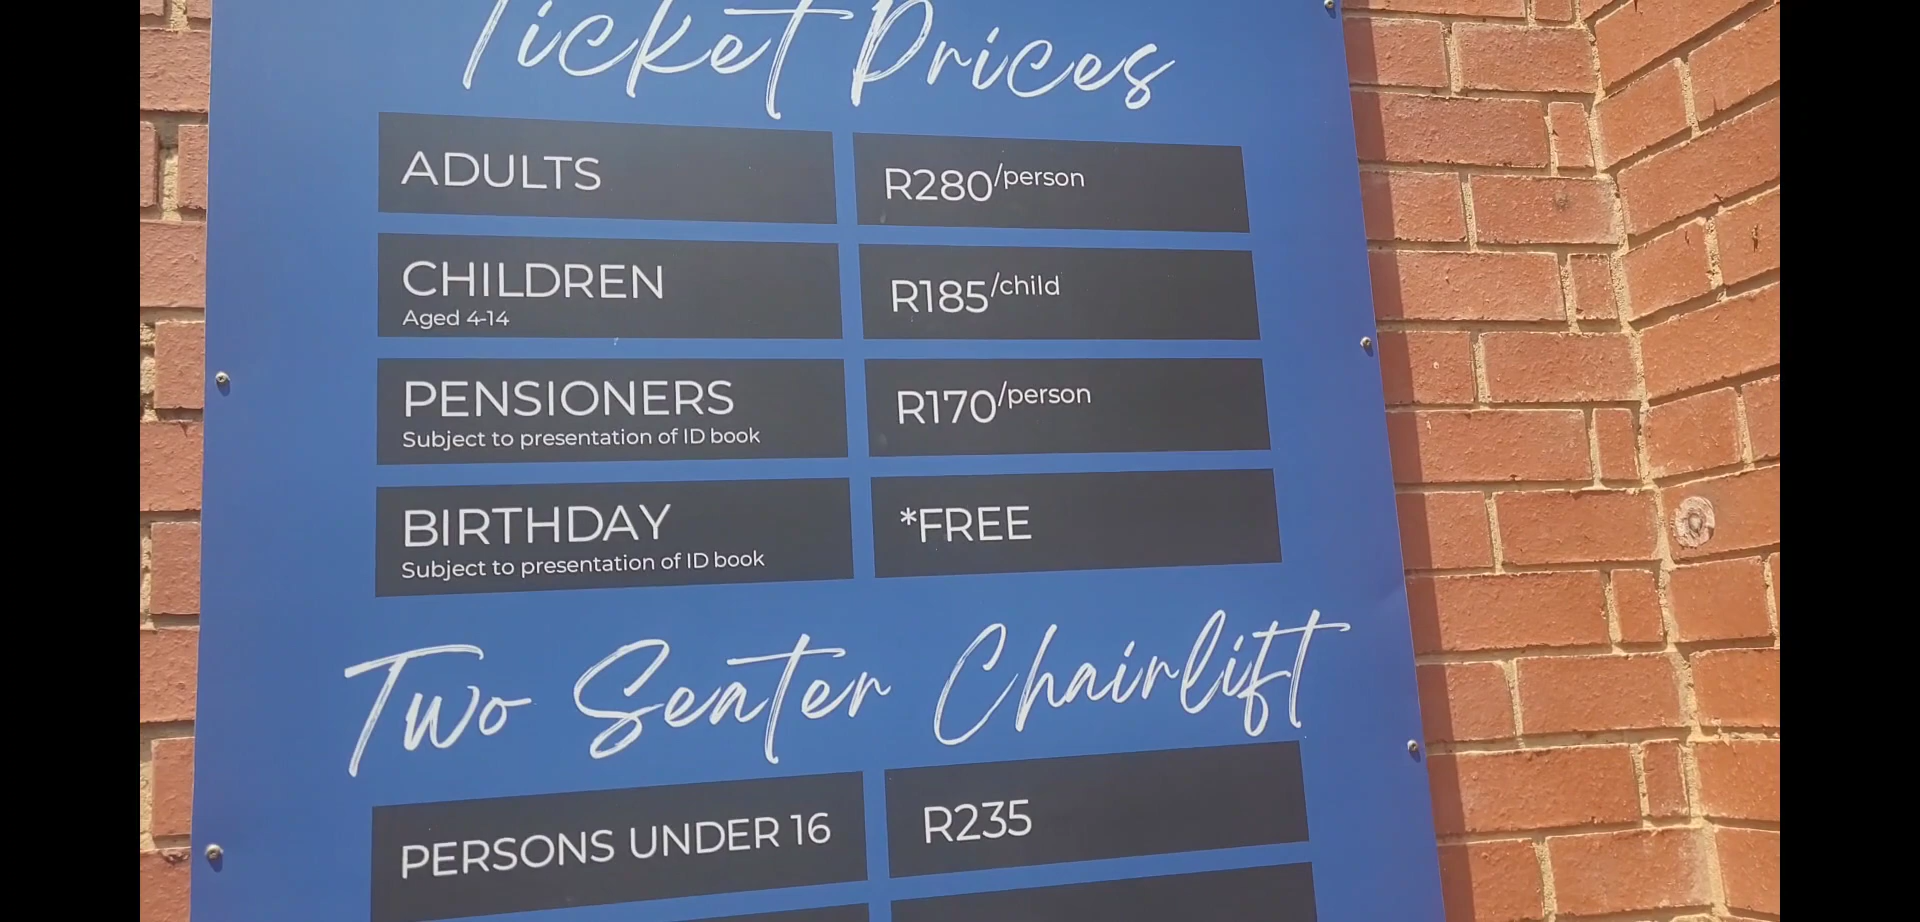 Ticket Prices
ADULTS
R280/person
CHILDREN
Aged 4-14
R185/child
PENSIONERS
Subject to presentation of ID book
R170/person
BIRTHDAY
Subject to presentation of ID book
*FREE
Two Seater Chairlift
PERSONS UNDER 16
R235